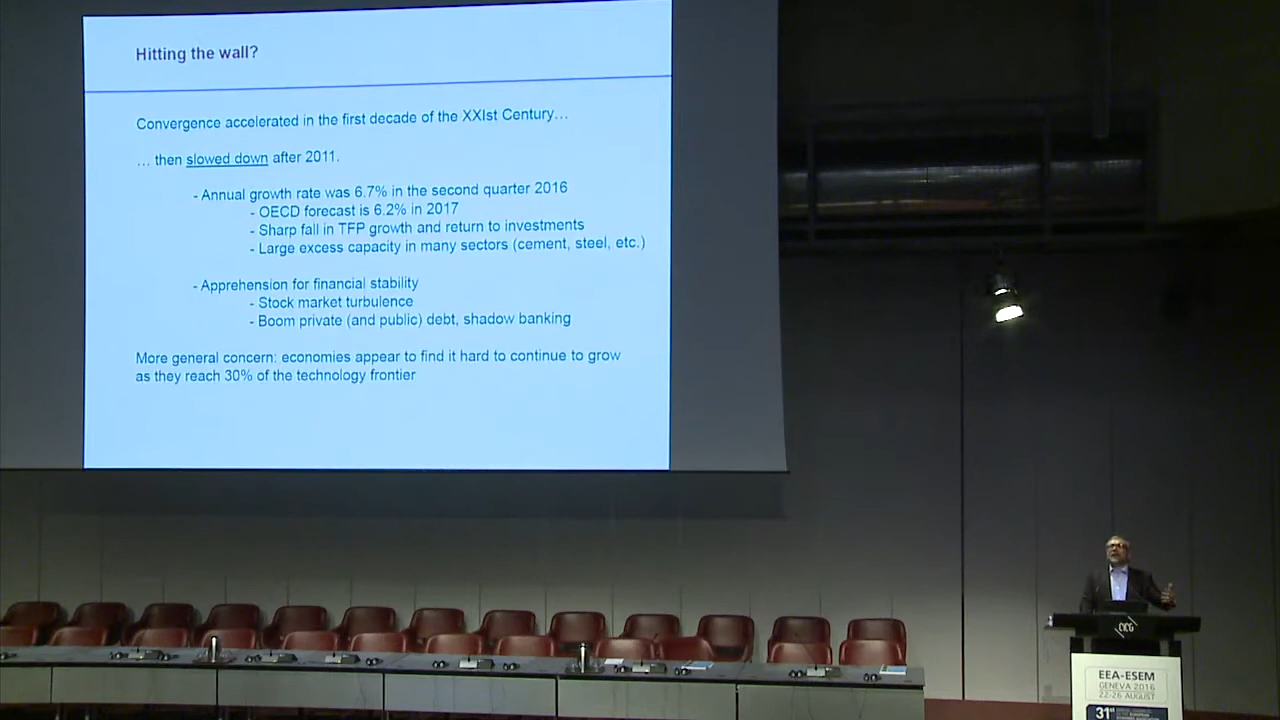 Hitting the wall?
Convergence accelerated in the first decade of the XXIst Century…
… then slowed down after 2011.
- Annual growth rate was 6.7% in the second quarter 2016
- OECD forecast is 6.2% in 2017
- Sharp fall in TFP growth and return to investments
- Large excess capacity in many sectors (cement, steel, etc.)
- Apprehension for financial stability
- Stock market turbulence
- Boom private (and public) debt, shadow banking
More general concern: economies appear to find it hard to continue to grow
as they reach 30% of the technology frontier
CICG
EEA-ESEM
GENEVA 2016
22-26 AUGUST
31st